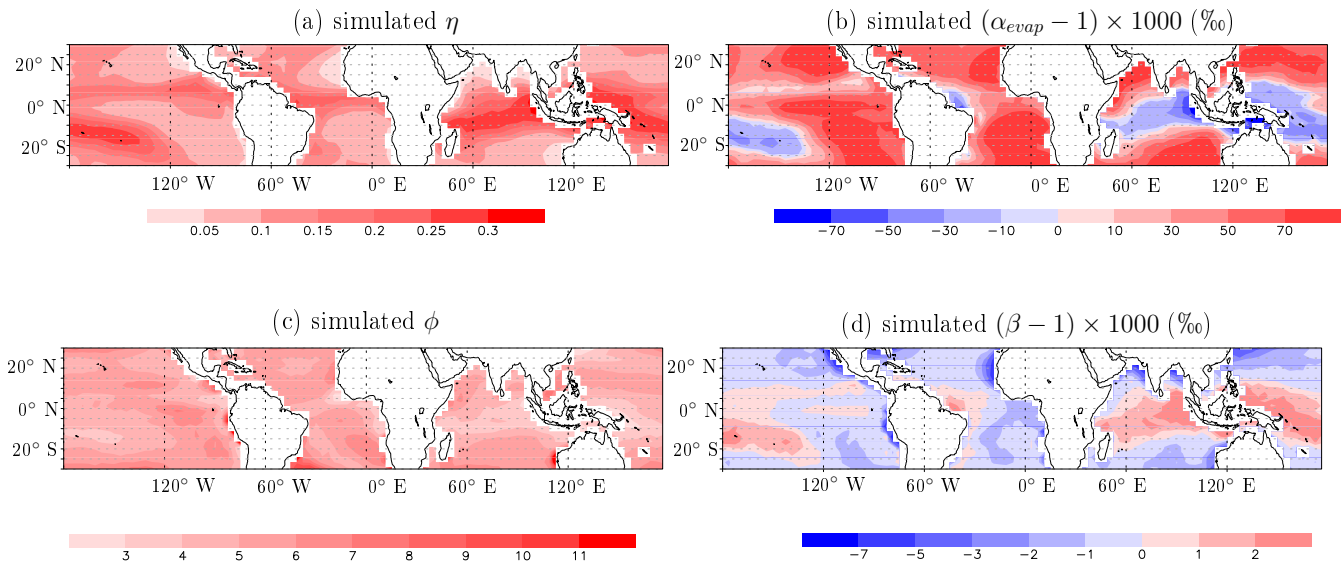 (a) simulated η
(b) simulated (α_evap − 1) × 1000 (‰)
20° N
0° N
20° S
120° W 60° W 0° E 60° E 120° E
20° N
0° N
20° S
120° W 60° W 0° E 60° E 120° E
0.05 0.1 0.15 0.2 0.25 0.3
−70 −50 −30 −10 0 10 30 50 70
(c) simulated ϕ
(d) simulated (β − 1) × 1000 (‰)
20° N
0° N
20° S
120° W 60° W 0° E 60° E 120° E
20° N
0° N
20° S
120° W 60° W 0° E 60° E 120° E
3 4 5 6 7 8 9 10 11
−7 −5 −3 −2 −1 0 1 2